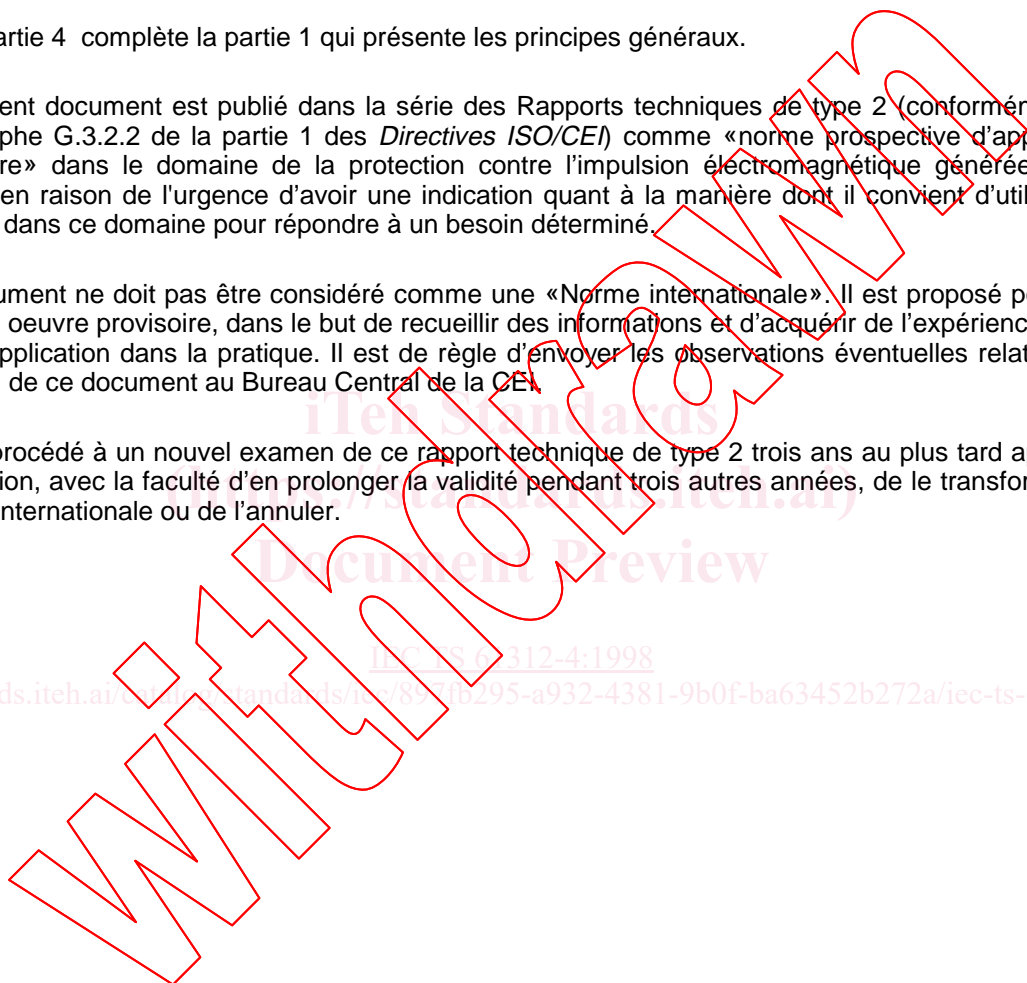 artie 4 complète la partie 1 qui présente les principes généraux.
ent document est publié dans la série des Rapports techniques de type 2 (conformén
phe G.3.2.2 de la partie 1 des Directives ISO/CEI) comme «norme prospective d’app
re» dans le domaine de la protection contre l’impulsion électromagnétique générée
en raison de l'urgence d’avoir une indication quant à la manière dont il convient d’util
dans ce domaine pour répondre à un besoin déterminé.
ument ne doit pas être considéré comme une «Norme internationale». Il est proposé p
oeuvre provisoire, dans le but de recueillir des informations et d’acquérir de l’expérienc
pplication dans la pratique. Il est de règle d’envoyer les observations éventuelles relat
de ce document au Bureau Central de la CEI.
iTeh Standards
rocédé à un nouvel examen de ce rapport technique de type 2 trois ans au plus tard a
ion, avec la faculté d’en prolonger la validité pendant trois autres années, de le transfor
(https://standards.iteh.ai)
nternationale ou de l’annuler.
Document Preview
IEC TS 61312-4:1998
ds.iteh.ai/catalog/standards/iec/897fb295-a932-4381-9b0f-ba63452b272a/iec-ts-
withdrawn